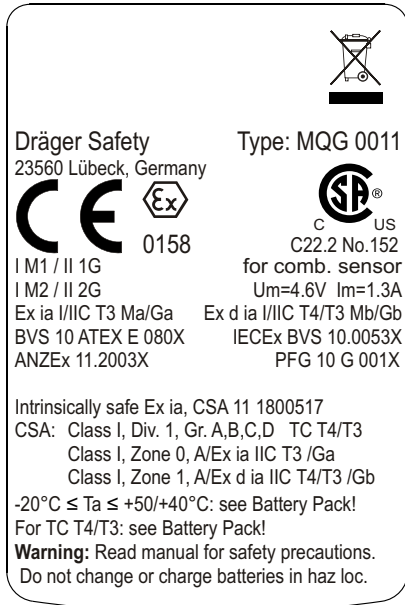 Dräger Safety Type: MQG 0011
23560 Lübeck, Germany
CE Ex 0158
SA ®
C US
C22.2 No.152
I M1 / II 1G for comb. sensor
I M2 / II 2G Um=4.6V Im=1.3A
Ex ia I/IIC T3 Ma/Ga Ex d ia I/IIC T4/T3 Mb/Gb
BVS 10 ATEX E 080X IECEx BVS 10.0053X
ANZEx 11.2003X PFG 10 G 001X
Intrinsically safe Ex ia, CSA 11 1800517
CSA: Class I, Div. 1, Gr. A,B,C,D TC T4/T3
Class I, Zone 0, A/Ex ia IIC T3 /Ga
Class I, Zone 1, A/Ex d ia IIC T4/T3 /Gb
-20°C ≤ Ta ≤ +50/+40°C: see Battery Pack!
For TC T4/T3: see Battery Pack!
Warning: Read manual for safety precautions.
Do not change or charge batteries in haz loc.